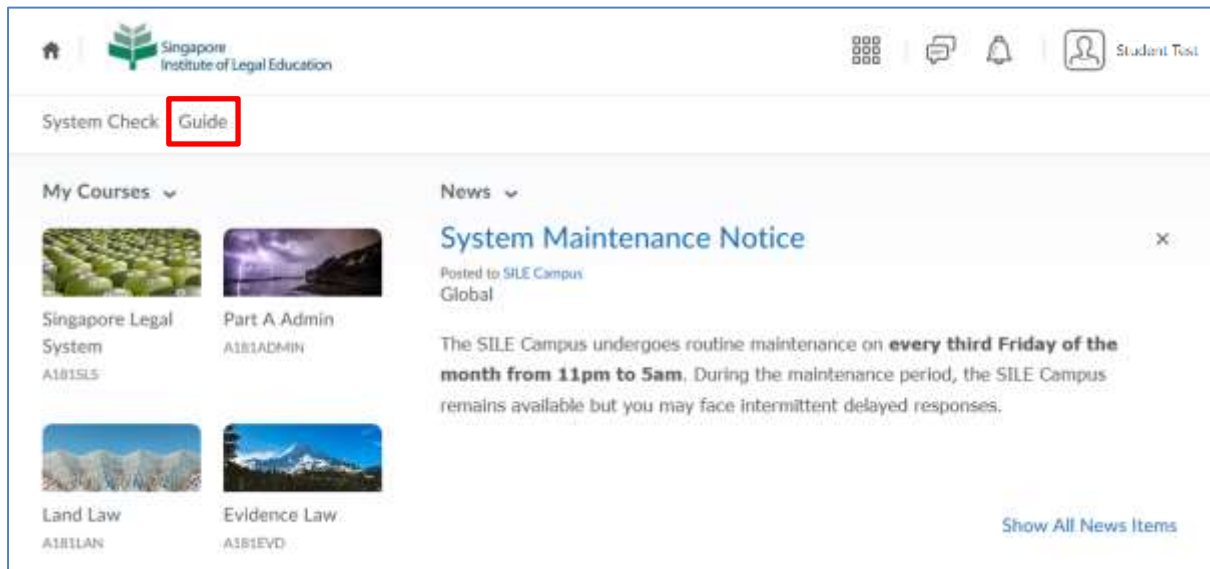 Singapore
Institute of Legal Education
Student Test
System Check Guide
My Courses
News
System Maintenance Notice
Posted to SILE Campus
Global
Singapore Legal
System
A181SLS
Part A Admin
A181ADMIN
The SILE Campus undergoes routine maintenance on every third Friday of the
month from 11pm to 5am. During the maintenance period, the SILE Campus
remains available but you may face intermittent delayed responses.
Land Law
A181LAN
Evidence Law
A181EVD
Show All News Items